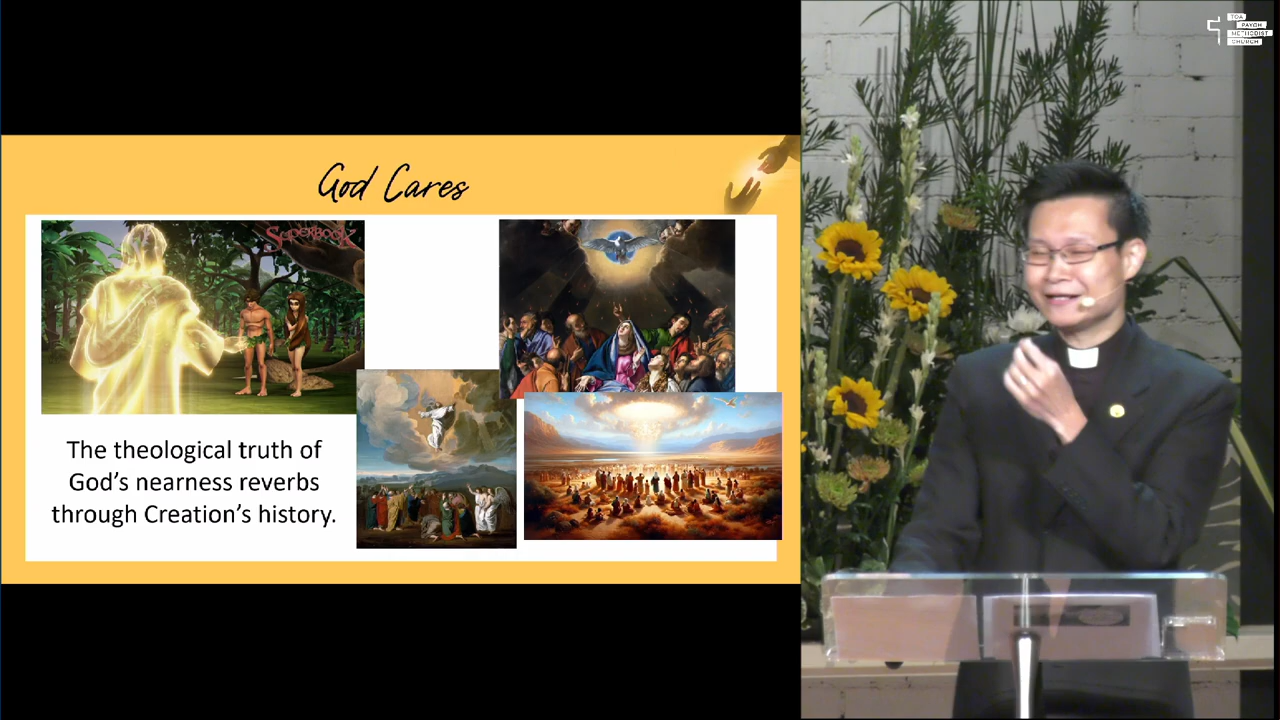 God Cares
SUPERBOOK
The theological truth of
God's nearness reverbs
through Creation's history.
TOA
PAYOH
METHODIST
CHURCH